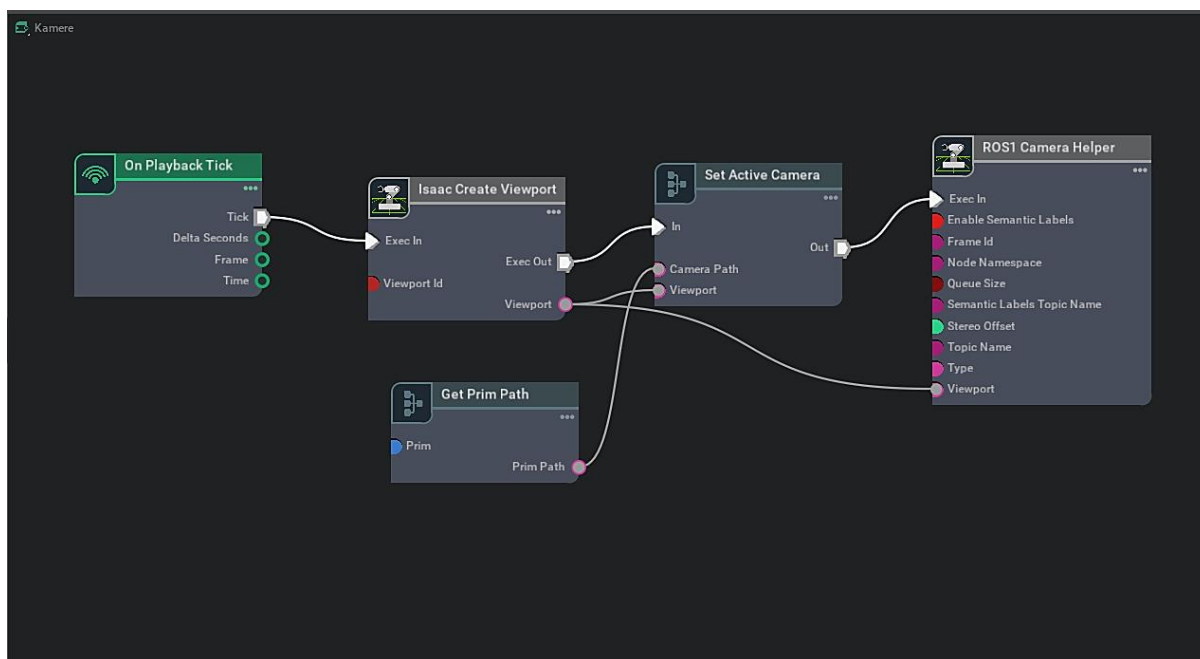 Kamere
On Playback Tick
Tick
Delta Seconds
Frame
Time
Isaac Create Viewport
Exec In
Exec Out
Viewport Id
Viewport
Get Prim Path
Prim
Prim Path
Set Active Camera
In
Out
Camera Path
Viewport
ROS1 Camera Helper
Exec In
Enable Semantic Labels
Frame Id
Node Namespace
Queue Size
Semantic Labels Topic Name
Stereo Offset
Topic Name
Type
Viewport